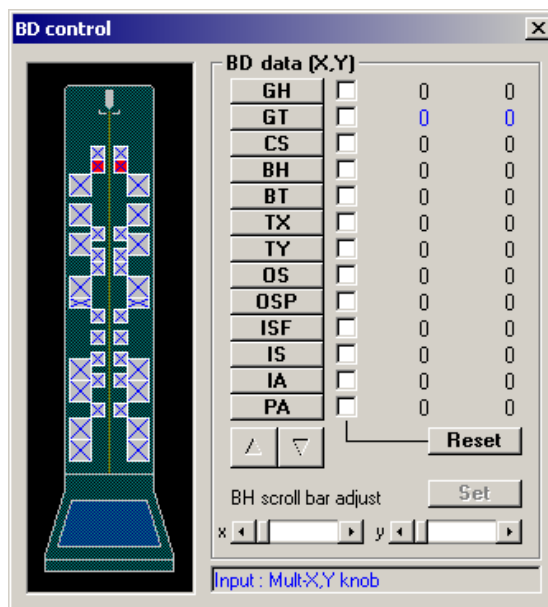 BD control
BD data (X,Y)
GH 0 0
GT 0 0
CS 0 0
BH 0 0
BT 0 0
TX 0 0
TY 0 0
OS 0 0
OSP 0 0
ISF 0 0
IS 0 0
IA 0 0
PA 0 0
Reset
BH scroll bar adjust Set
x y
Input : Mult-X,Y knob